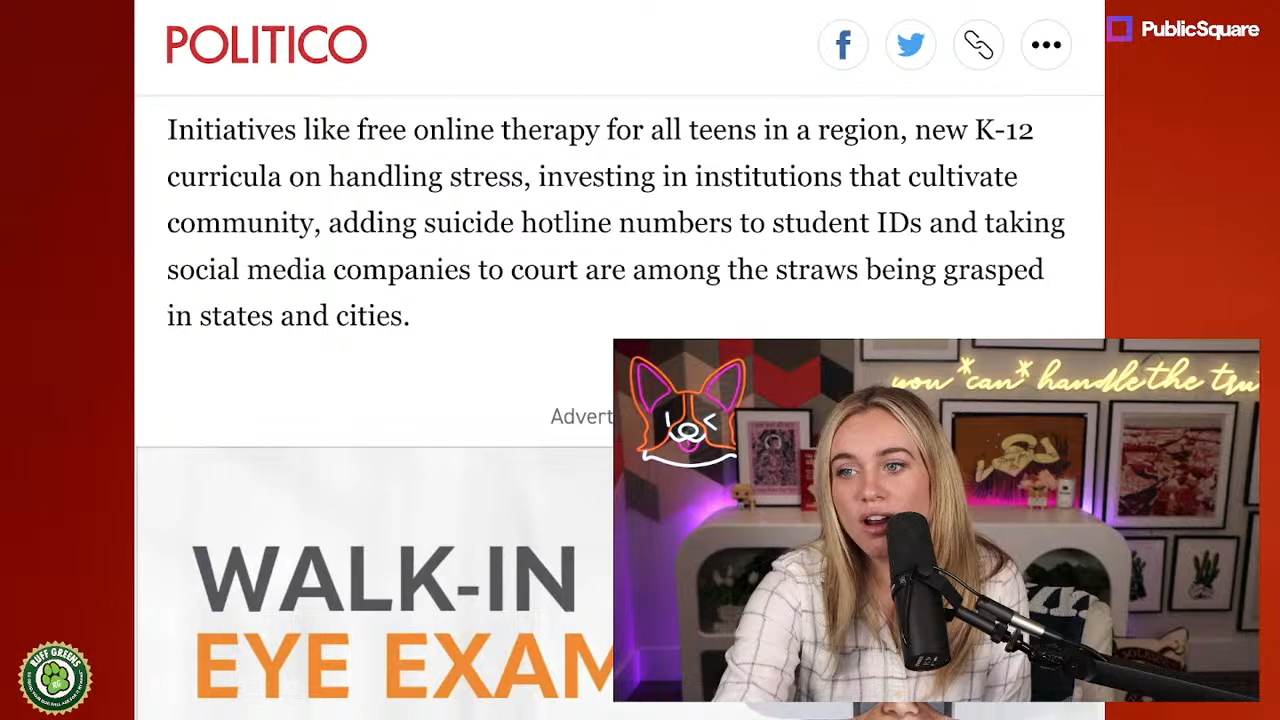 POLITICO
PublicSquare
Initiatives like free online therapy for all teens in a region, new K-12
curricula on handling stress, investing in institutions that cultivate
community, adding suicide hotline numbers to student IDs and taking
social media companies to court are among the straws being grasped
in states and cities.
Advert
you *can* handle the tru
WALK-IN
EYE EXAM
RUFF GREENS